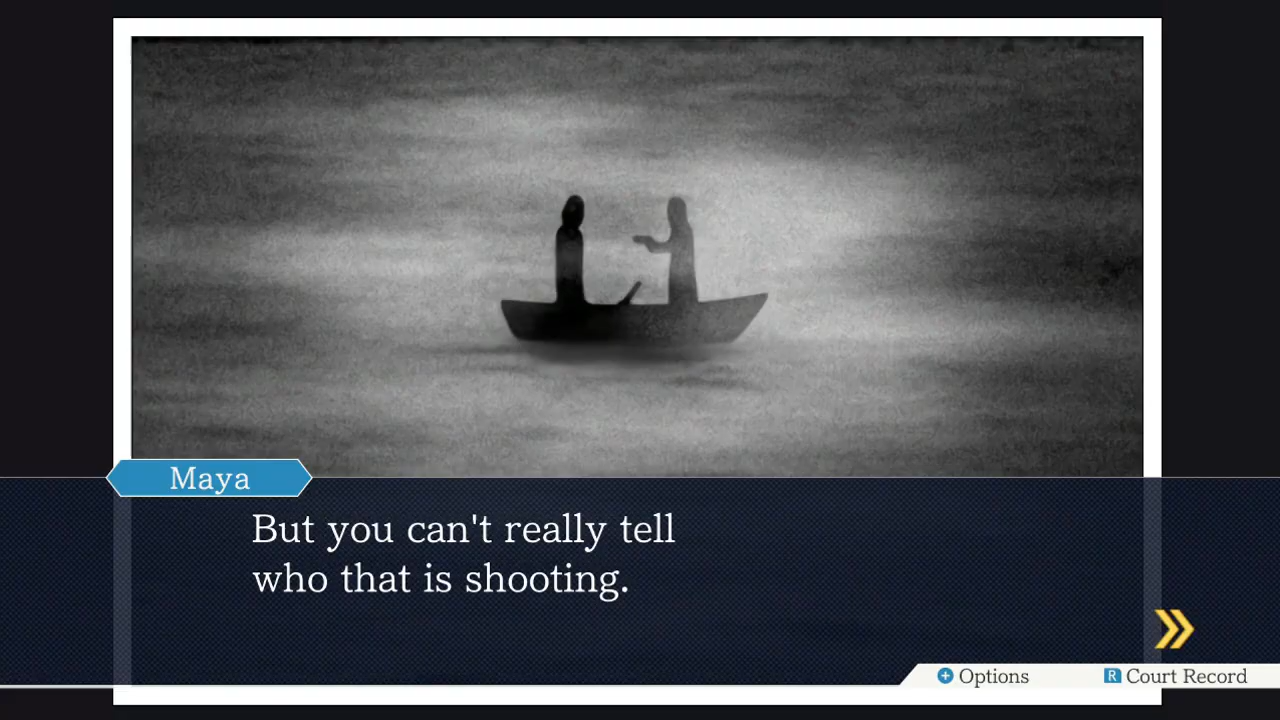 Maya
But you can't really tell
who that is shooting.
+ Options
R Court Record